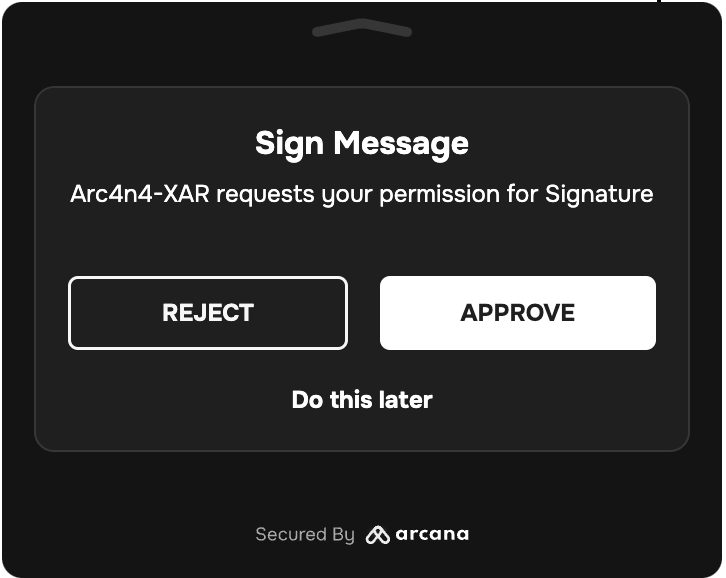 Sign Message
Arc4n4-XAR requests your permission for Signature
REJECT APPROVE
Do this later
Secured By arcana